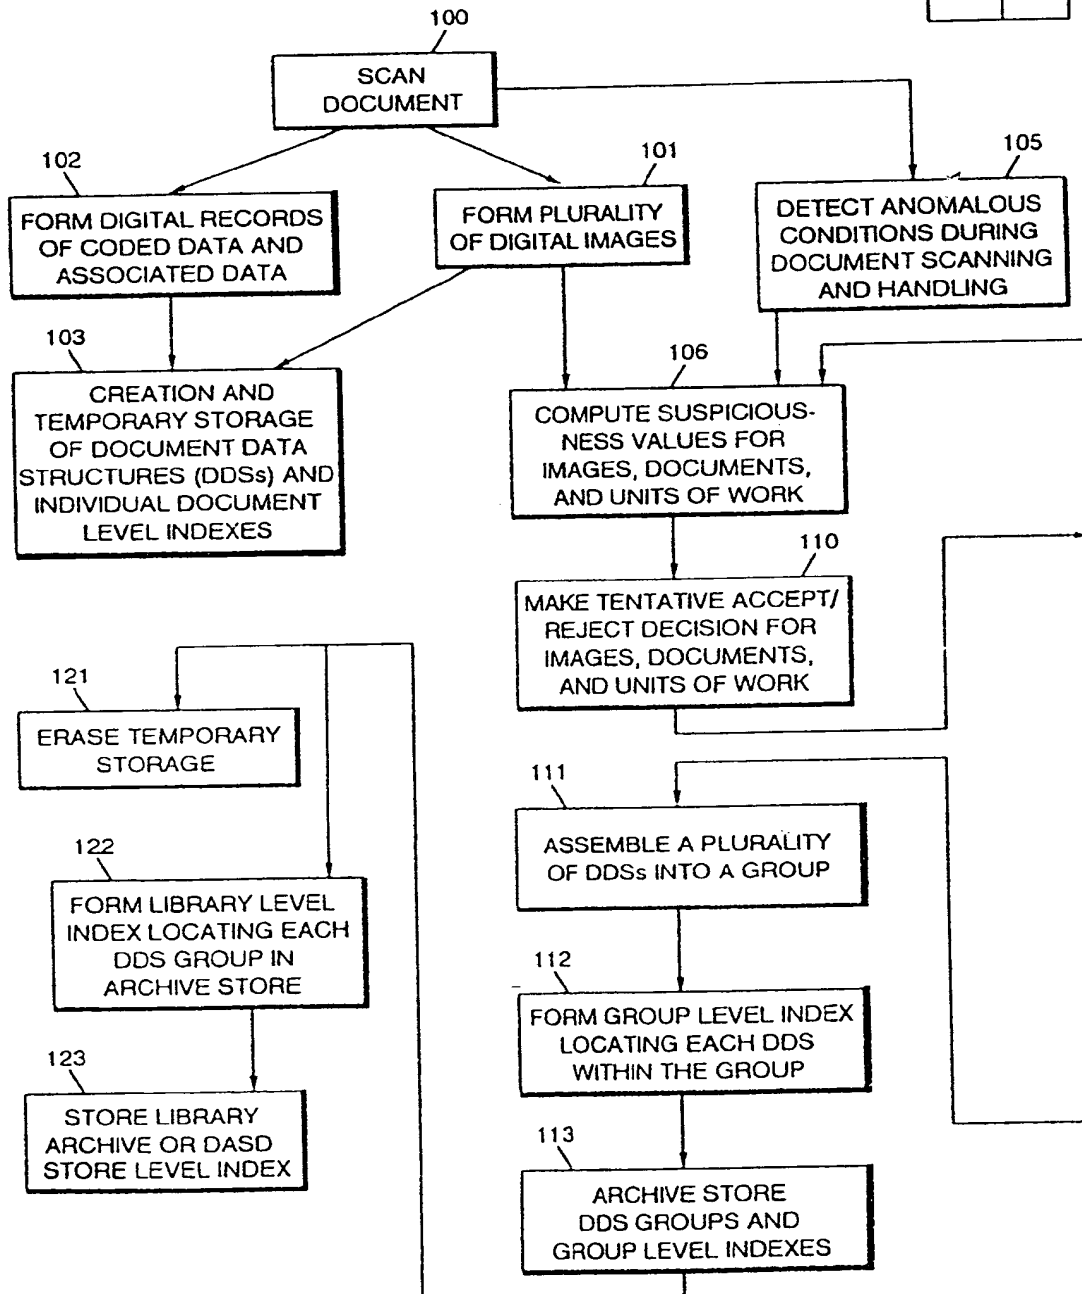 100
SCAN
DOCUMENT
102
FORM DIGITAL RECORDS
OF CODED DATA AND
ASSOCIATED DATA
101
FORM PLURALITY
OF DIGITAL IMAGES
105
DETECT ANOMALOUS
CONDITIONS DURING
DOCUMENT SCANNING
AND HANDLING
103
CREATION AND
TEMPORARY STORAGE
OF DOCUMENT DATA
STRUCTURES (DDSs) AND
INDIVIDUAL DOCUMENT
LEVEL INDEXES
106
COMPUTE SUSPICIOUS-
NESS VALUES FOR
IMAGES, DOCUMENTS,
AND UNITS OF WORK
110
MAKE TENTATIVE ACCEPT/
REJECT DECISION FOR
IMAGES, DOCUMENTS,
AND UNITS OF WORK
121
ERASE TEMPORARY
STORAGE
111
ASSEMBLE A PLURALITY
OF DDSs INTO A GROUP
122
FORM LIBRARY LEVEL
INDEX LOCATING EACH
DDS GROUP IN
ARCHIVE STORE
112
FORM GROUP LEVEL INDEX
LOCATING EACH DDS
WITHIN THE GROUP
123
STORE LIBRARY
ARCHIVE OR DASD
STORE LEVEL INDEX
113
ARCHIVE STORE
DDS GROUPS AND
GROUP LEVEL INDEXES